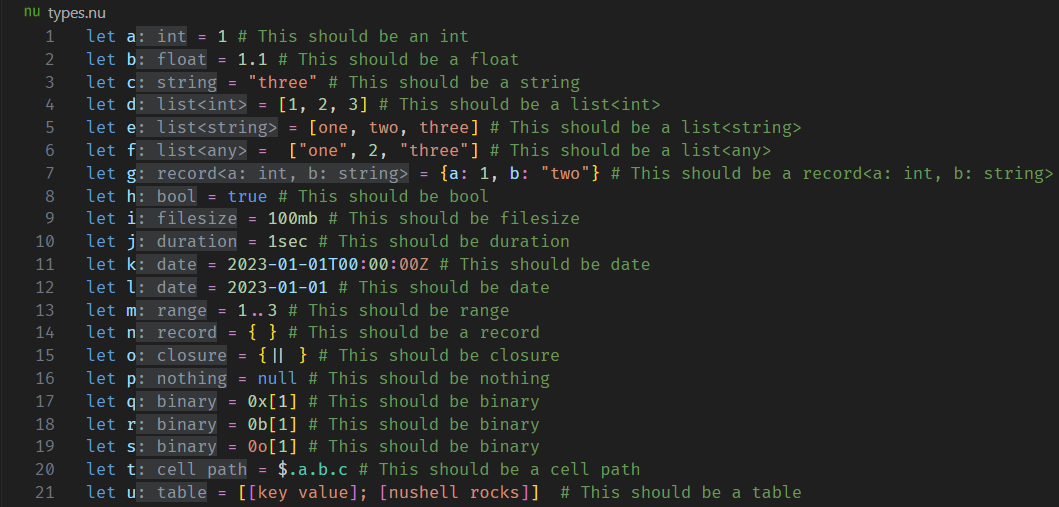 nu types.nu
1 let a: int = 1 # This should be an int
2 let b: float = 1.1 # This should be a float
3 let c: string = "three" # This should be a string
4 let d: list<int> = [1, 2, 3] # This should be a list<int>
5 let e: list<string> = [one, two, three] # This should be a list<string>
6 let f: list<any> =  ["one", 2, "three"] # This should be a list<any>
7 let g: record<a: int, b: string> = {a: 1, b: "two"} # This should be a record<a: int, b: string>
8 let h: bool = true # This should be bool
9 let i: filesize = 100mb # This should be filesize
10 let j: duration = 1sec # This should be duration
11 let k: date = 2023-01-01T00:00:00Z # This should be date
12 let l: date = 2023-01-01 # This should be date
13 let m: range = 1..3 # This should be range
14 let n: record = { } # This should be a record
15 let o: closure = {|| } # This should be closure
16 let p: nothing = null # This should be nothing
17 let q: binary = 0x[1] # This should be binary
18 let r: binary = 0b[1] # This should be binary
19 let s: binary = 0o[1] # This should be binary
20 let t: cell path = $.a.b.c # This should be a cell path
21 let u: table = [[key value]; [nushell rocks]]  # This should be a table